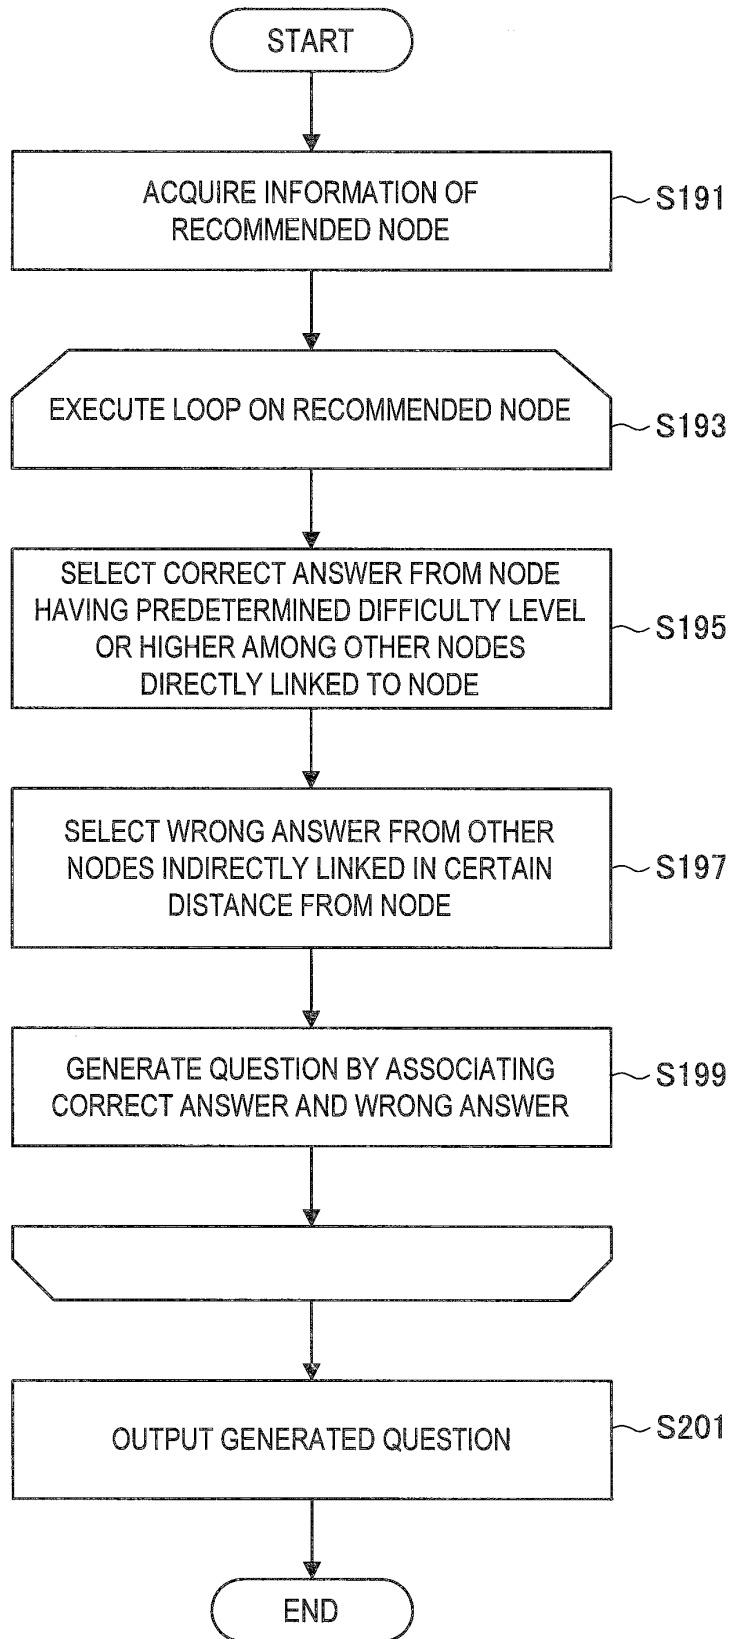 START
ACQUIRE INFORMATION OF
RECOMMENDED NODE
S191
EXECUTE LOOP ON RECOMMENDED NODE
S193
SELECT CORRECT ANSWER FROM NODE
HAVING PREDETERMINED DIFFICULTY LEVEL
OR HIGHER AMONG OTHER NODES
DIRECTLY LINKED TO NODE
S195
SELECT WRONG ANSWER FROM OTHER
NODES INDIRECTLY LINKED IN CERTAIN
DISTANCE FROM NODE
S197
GENERATE QUESTION BY ASSOCIATING
CORRECT ANSWER AND WRONG ANSWER
S199
OUTPUT GENERATED QUESTION
S201
END